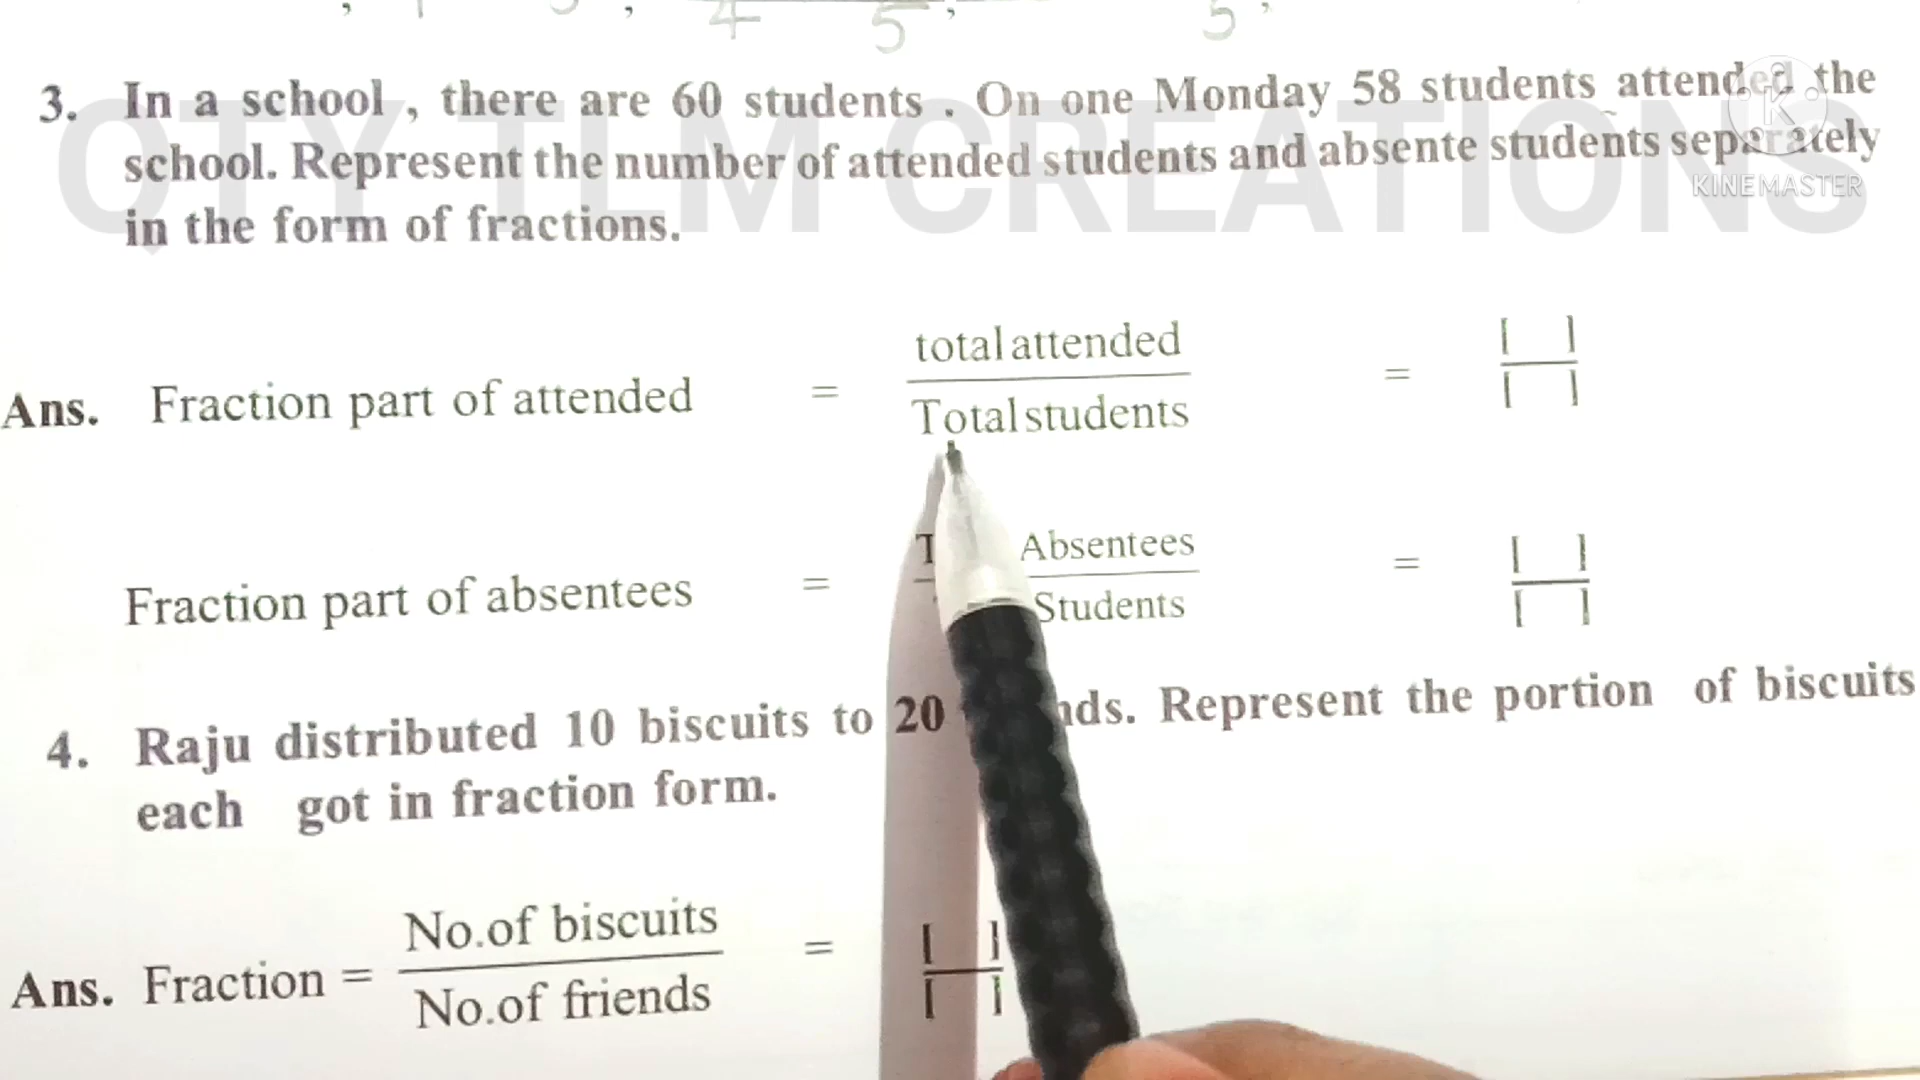 4 5 5
3. In a school , there are 60 students . On one Monday 58 students attended the
school. Represent the number of attended students and absente students separately
in the form of fractions.
QTY TLM CREATIONS
K
KINEMASTER
total attended
Ans. Fraction part of attended = =
Total students
Absentees
Fraction part of absentees = =
Students
4. Raju distributed 10 biscuits to 20 Represent the portion of biscuits
each got in fraction form.
No.of biscuits
Ans. Fraction = =
No.of friends